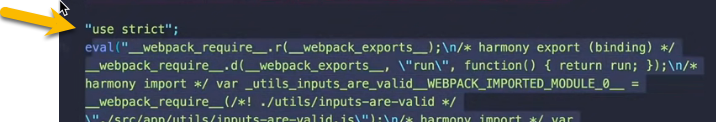 "use strict";
eval("__webpack_require__.r(__webpack_exports__);\n/* harmony export (binding) */
__webpack_require__.d(__webpack_exports__, \"run\", function() { return run; });\n/*
harmony import */ var _utils_inputs_are_valid__WEBPACK_IMPORTED_MODULE_0__ =
__webpack_require__(/*! ./utils/inputs-are-valid */
\"./src/app/utils/inputs-are-valid.js\");\n/* harmony import */ var